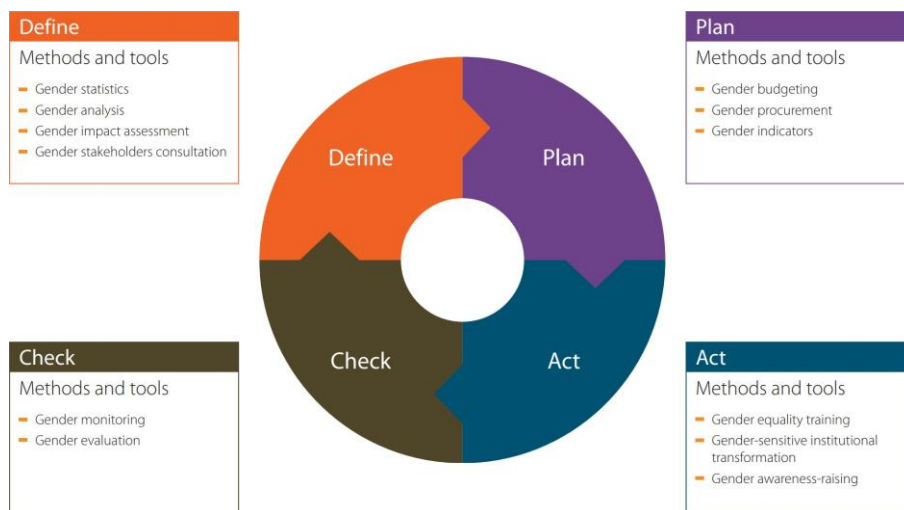 Define
Methods and tools
Gender statistics
Gender analysis
Gender impact assessment
Gender stakeholders consultation
Plan
Methods and tools
Gender budgeting
Gender procurement
Gender indicators
Define
Plan
Check
Act
Check
Methods and tools
Gender monitoring
Gender evaluation
Act
Methods and tools
Gender equality training
Gender-sensitive institutional
transformation
Gender awareness-raising